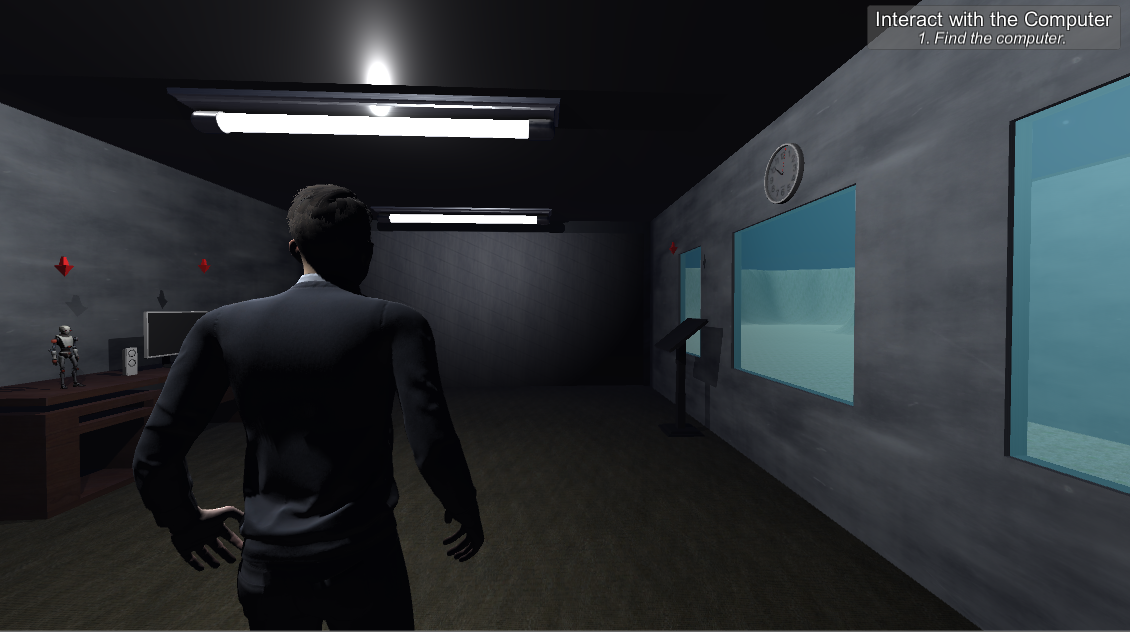 Interact with the Computer
1. Find the computer.